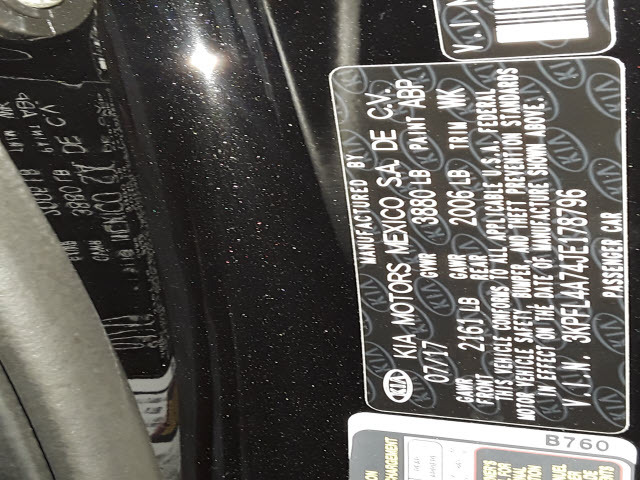 MANUFACTURED BY
KIA KIA MOTORS MEXICO S.A. DE C.V.
07/17 GVWR 3880 LB PAINT ABP
GAWR FRONT 2161 LB GAWR REAR 2006 LB TRIM WK
THIS VEHICLE CONFORMS TO ALL APPLICABLE U.S.A. FEDERAL
MOTOR VEHICLE SAFETY, BUMPER, AND THEFT PREVENTION STANDARDS
IN EFFECT ON THE DATE OF MANUFACTURE SHOWN ABOVE.
V.I.N. 3KPFL4A74JE178796
PASSENGER CAR
V.I.N
B760